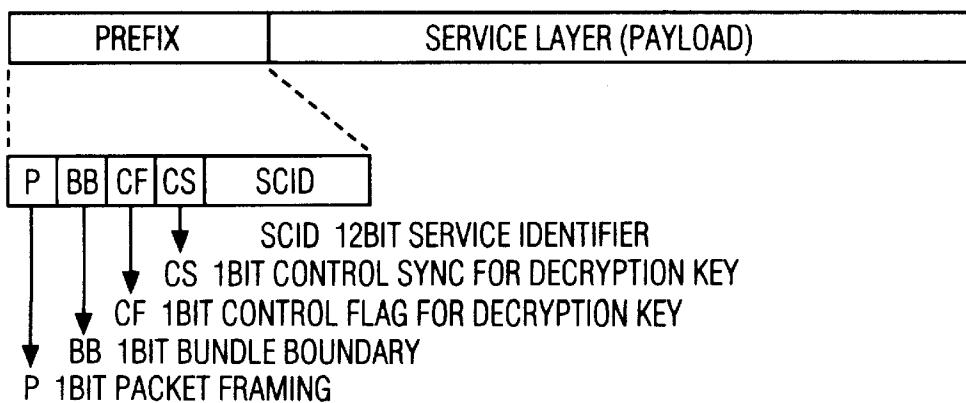 PREFIX SERVICE LAYER (PAYLOAD)
P BB CF CS SCID
SCID 12BIT SERVICE IDENTIFIER
CS 1BIT CONTROL SYNC FOR DECRYPTION KEY
CF 1BIT CONTROL FLAG FOR DECRYPTION KEY
BB 1BIT BUNDLE BOUNDARY
P 1BIT PACKET FRAMING